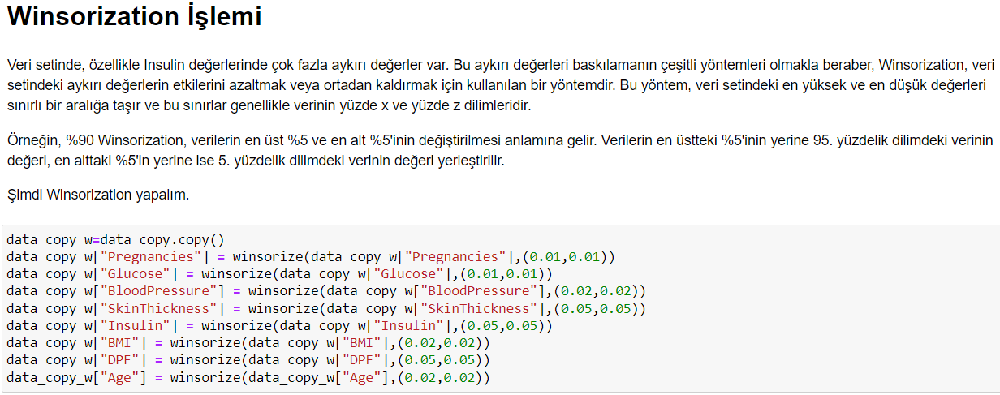 Winsorization İşlemi
Veri setinde, özellikle Insulin değerlerinde çok fazla aykırı değerler var. Bu aykırı değerleri baskılamanın çeşitli yöntemleri olmakla beraber, Winsorization, veri
setindeki aykırı değerlerin etkilerini azaltmak veya ortadan kaldırmak için kullanılan bir yöntemdir. Bu yöntem, veri setindeki en yüksek ve en düşük değerleri
sınırlı bir aralığa taşır ve bu sınırlar genellikle verinin yüzde x ve yüzde z dilimleridir.
Örneğin, %90 Winsorization, verilerin en üst %5 ve en alt %5'inin değiştirilmesi anlamına gelir. Verilerin en üstteki %5'inin yerine 95. yüzdelik dilimdeki verinin
değeri, en alttaki %5'in yerine ise 5. yüzdelik dilimdeki verinin değeri yerleştirilir.
Şimdi Winsorization yapalım.
data_copy_w=data_copy.copy()
data_copy_w["Pregnancies"] = winsorize(data_copy_w["Pregnancies"],(0.01,0.01))
data_copy_w["Glucose"] = winsorize(data_copy_w["Glucose"],(0.01,0.01))
data_copy_w["BloodPressure"] = winsorize(data_copy_w["BloodPressure"],(0.02,0.02))
data_copy_w["SkinThickness"] = winsorize(data_copy_w["SkinThickness"],(0.05,0.05))
data_copy_w["Insulin"] = winsorize(data_copy_w["Insulin"],(0.05,0.05))
data_copy_w["BMI"] = winsorize(data_copy_w["BMI"],(0.02,0.02))
data_copy_w["DPF"] = winsorize(data_copy_w["DPF"],(0.05,0.05))
data_copy_w["Age"] = winsorize(data_copy_w["Age"],(0.02,0.02))